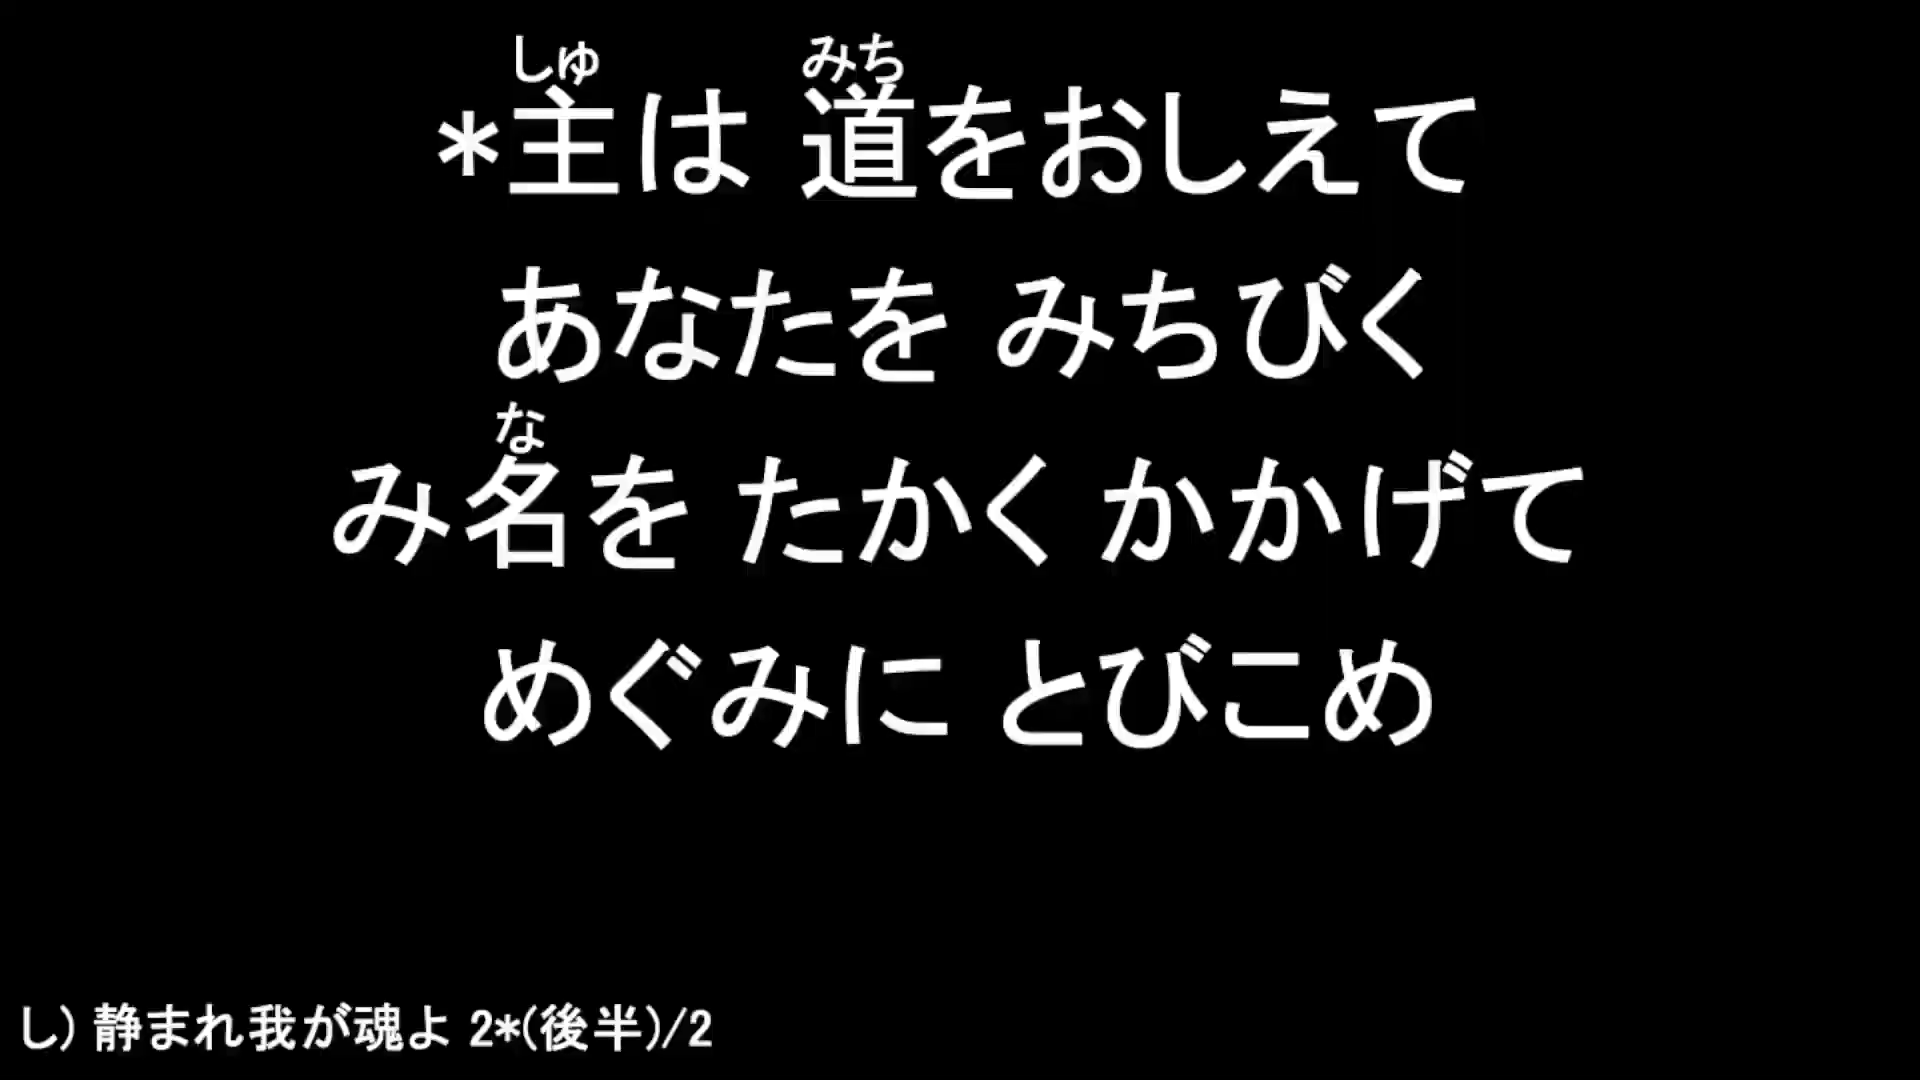 しゅ みち
*主は 道をおしえて
あなたを みちびく
な
み名を たかく かかげて
めぐみに とびこめ
し) 静まれ我が魂よ 2*(後半)/2